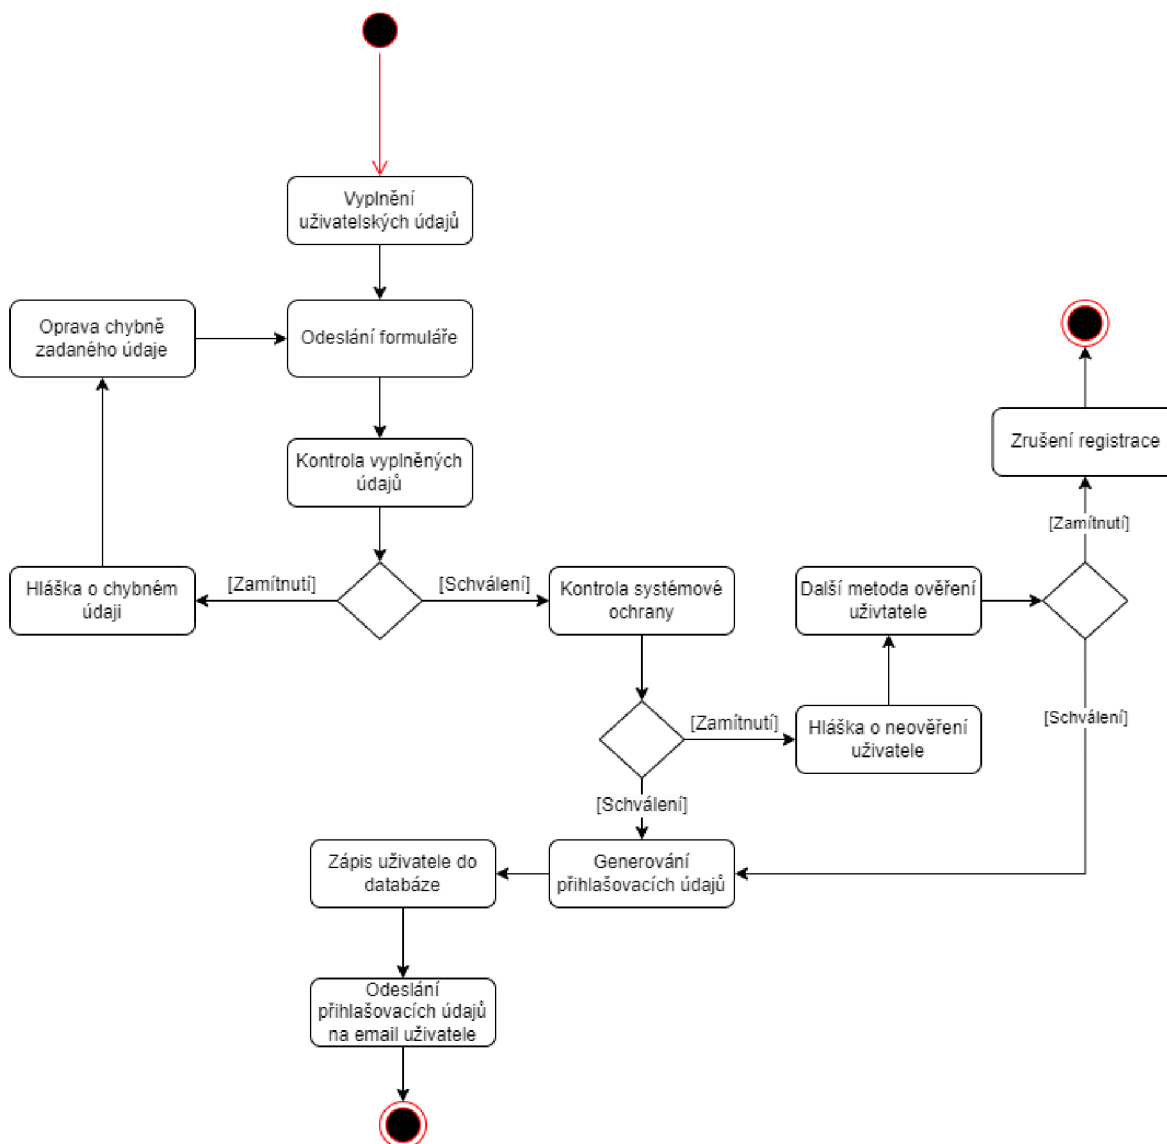 Vyplnění
uživatelských údajů
Oprava chybně
zadaného údaje
Odeslání formuláře
Kontrola vyplněných
údajů
Zrušení registrace
[Zamítnutí]
Hláška o chybném
údaji
[Zamítnutí]
[Schválení]
Kontrola systémové
ochrany
Další metoda ověření
uživtatele
[Zamítnutí]
Hláška o neověření
uživatele
[Schválení]
[Schválení]
Zápis uživatele do
databáze
Generování
přihlašovacích údajů
Odeslání
přihlašovacích údajů
na email uživatele